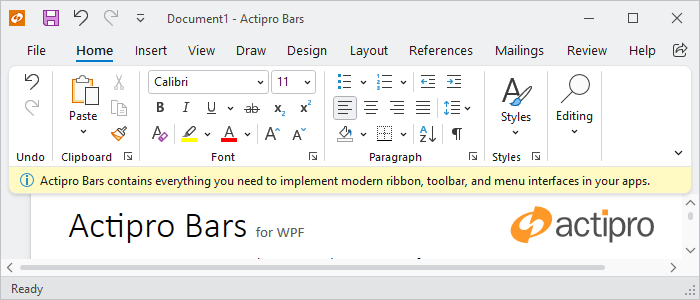 Document1 - Actipro Bars
File Home Insert View Draw Design Layout References Mailings Review Help
Calibri 11
B I U ab x₂ x²
A A A A A
Paste Styles Editing
A Z
Undo Clipboard Font Paragraph Styles
Actipro Bars contains everything you need to implement modern ribbon, toolbar, and menu interfaces in your apps.
Actipro Bars for WPF actipro
Ready